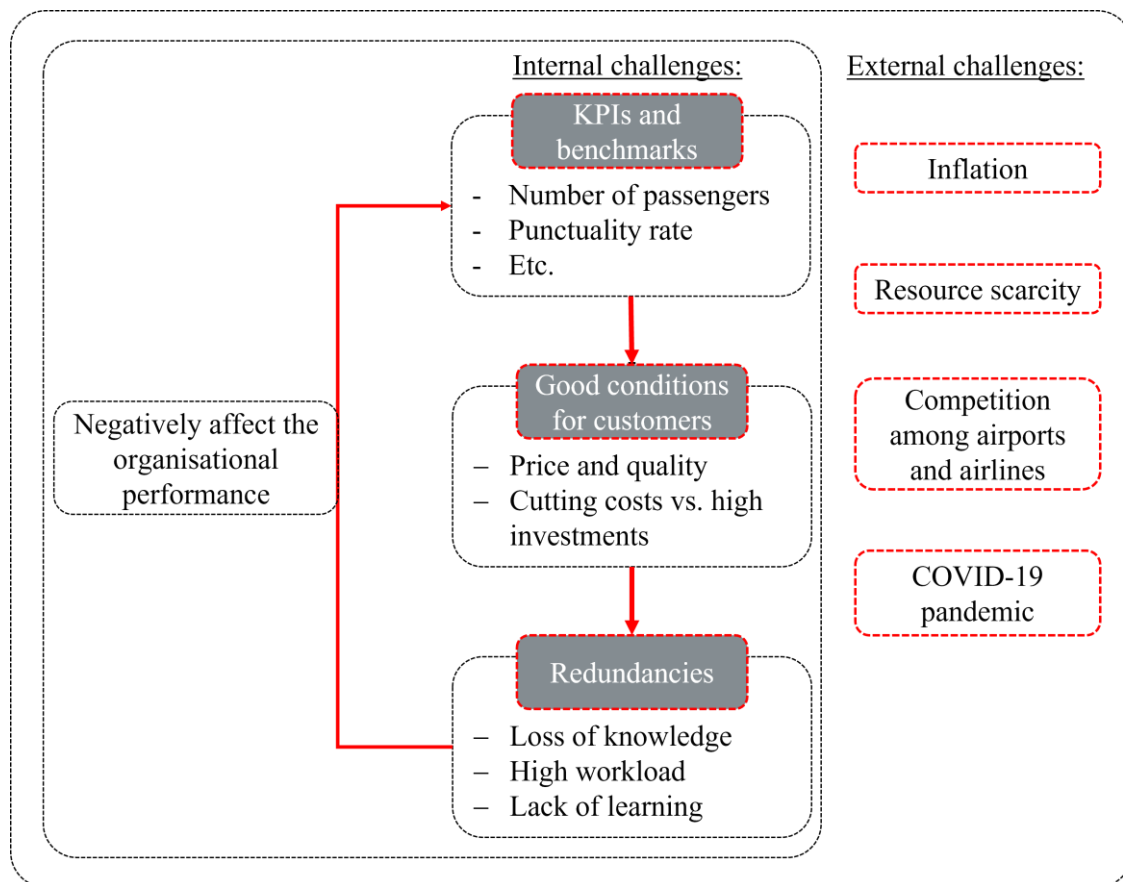 Internal challenges:
KPIs and
benchmarks
- Number of passengers
- Punctuality rate
- Etc.
Good conditions
for customers
– Price and quality
– Cutting costs vs. high
investments
Redundancies
– Loss of knowledge
– High workload
– Lack of learning
Negatively affect the
organisational
performance
External challenges:
Inflation
Resource scarcity
Competition
among airports
and airlines
COVID-19
pandemic